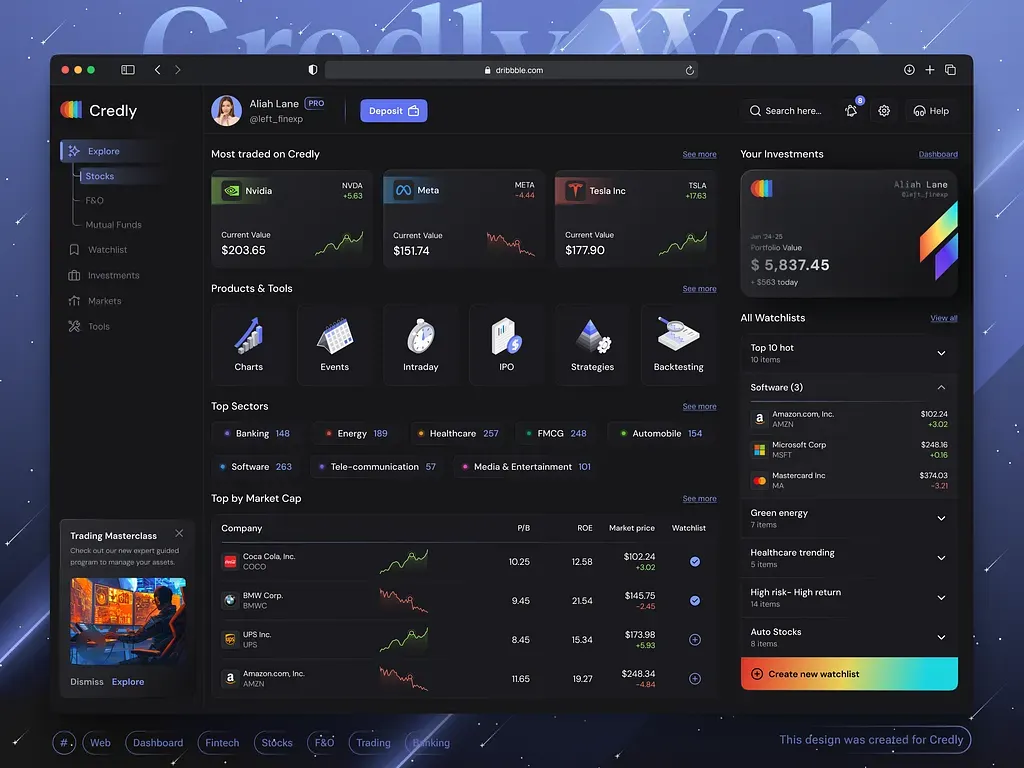 Credly Web
dribbble.com
Credly
Explore
Stocks
F&O
Mutual Funds
Watchlist
Investments
Markets
Tools
Trading Masterclass
Check out our new expert guided
program to manage your assets.
Dismiss Explore
Aliah Lane PRO
@left_finexp
Deposit
Search here...
8
Help
Most traded on Credly
See more
Nvidia
NVDA
+5.63
Current Value
$203.65
Meta
META
-4.44
Current Value
$151.74
Tesla Inc
TSLA
+17.63
Current Value
$177.90
Products & Tools
See more
Charts
Events
Intraday
IPO
Strategies
Backtesting
Top Sectors
See more
Banking 148
Energy 189
Healthcare 257
FMCG 248
Automobile 154
Software 263
Tele-communication 57
Media & Entertainment 101
Top by Market Cap
See more
Company P/B ROE Market price Watchlist
Coca Cola, Inc.
COCO
10.25 12.58 $102.24
+3.02
BMW Corp.
BMWC
9.45 21.54 $145.75
-2.45
UPS Inc.
UPS
8.45 15.34 $173.98
+5.93
Amazon.com, Inc.
AMZN
11.65 19.27 $248.34
-4.84
Your Investments
Dashboard
Aliah Lane
@left_finexp
Jan '24-25
Portfolio Value
$ 5,837.45
+ $563 today
All Watchlists
View all
Top 10 hot
10 items
Software (3)
Amazon.com, Inc.
AMZN
$102.24
+3.02
Microsoft Corp
MSFT
$248.16
+0.16
Mastercard Inc
MA
$374.03
-3.21
Green energy
7 items
Healthcare trending
5 items
High risk- High return
14 items
Auto Stocks
8 items
Create new watchlist
#
Web
Dashboard
Fintech
Stocks
F&O
Trading
Banking
This design was created for Credly